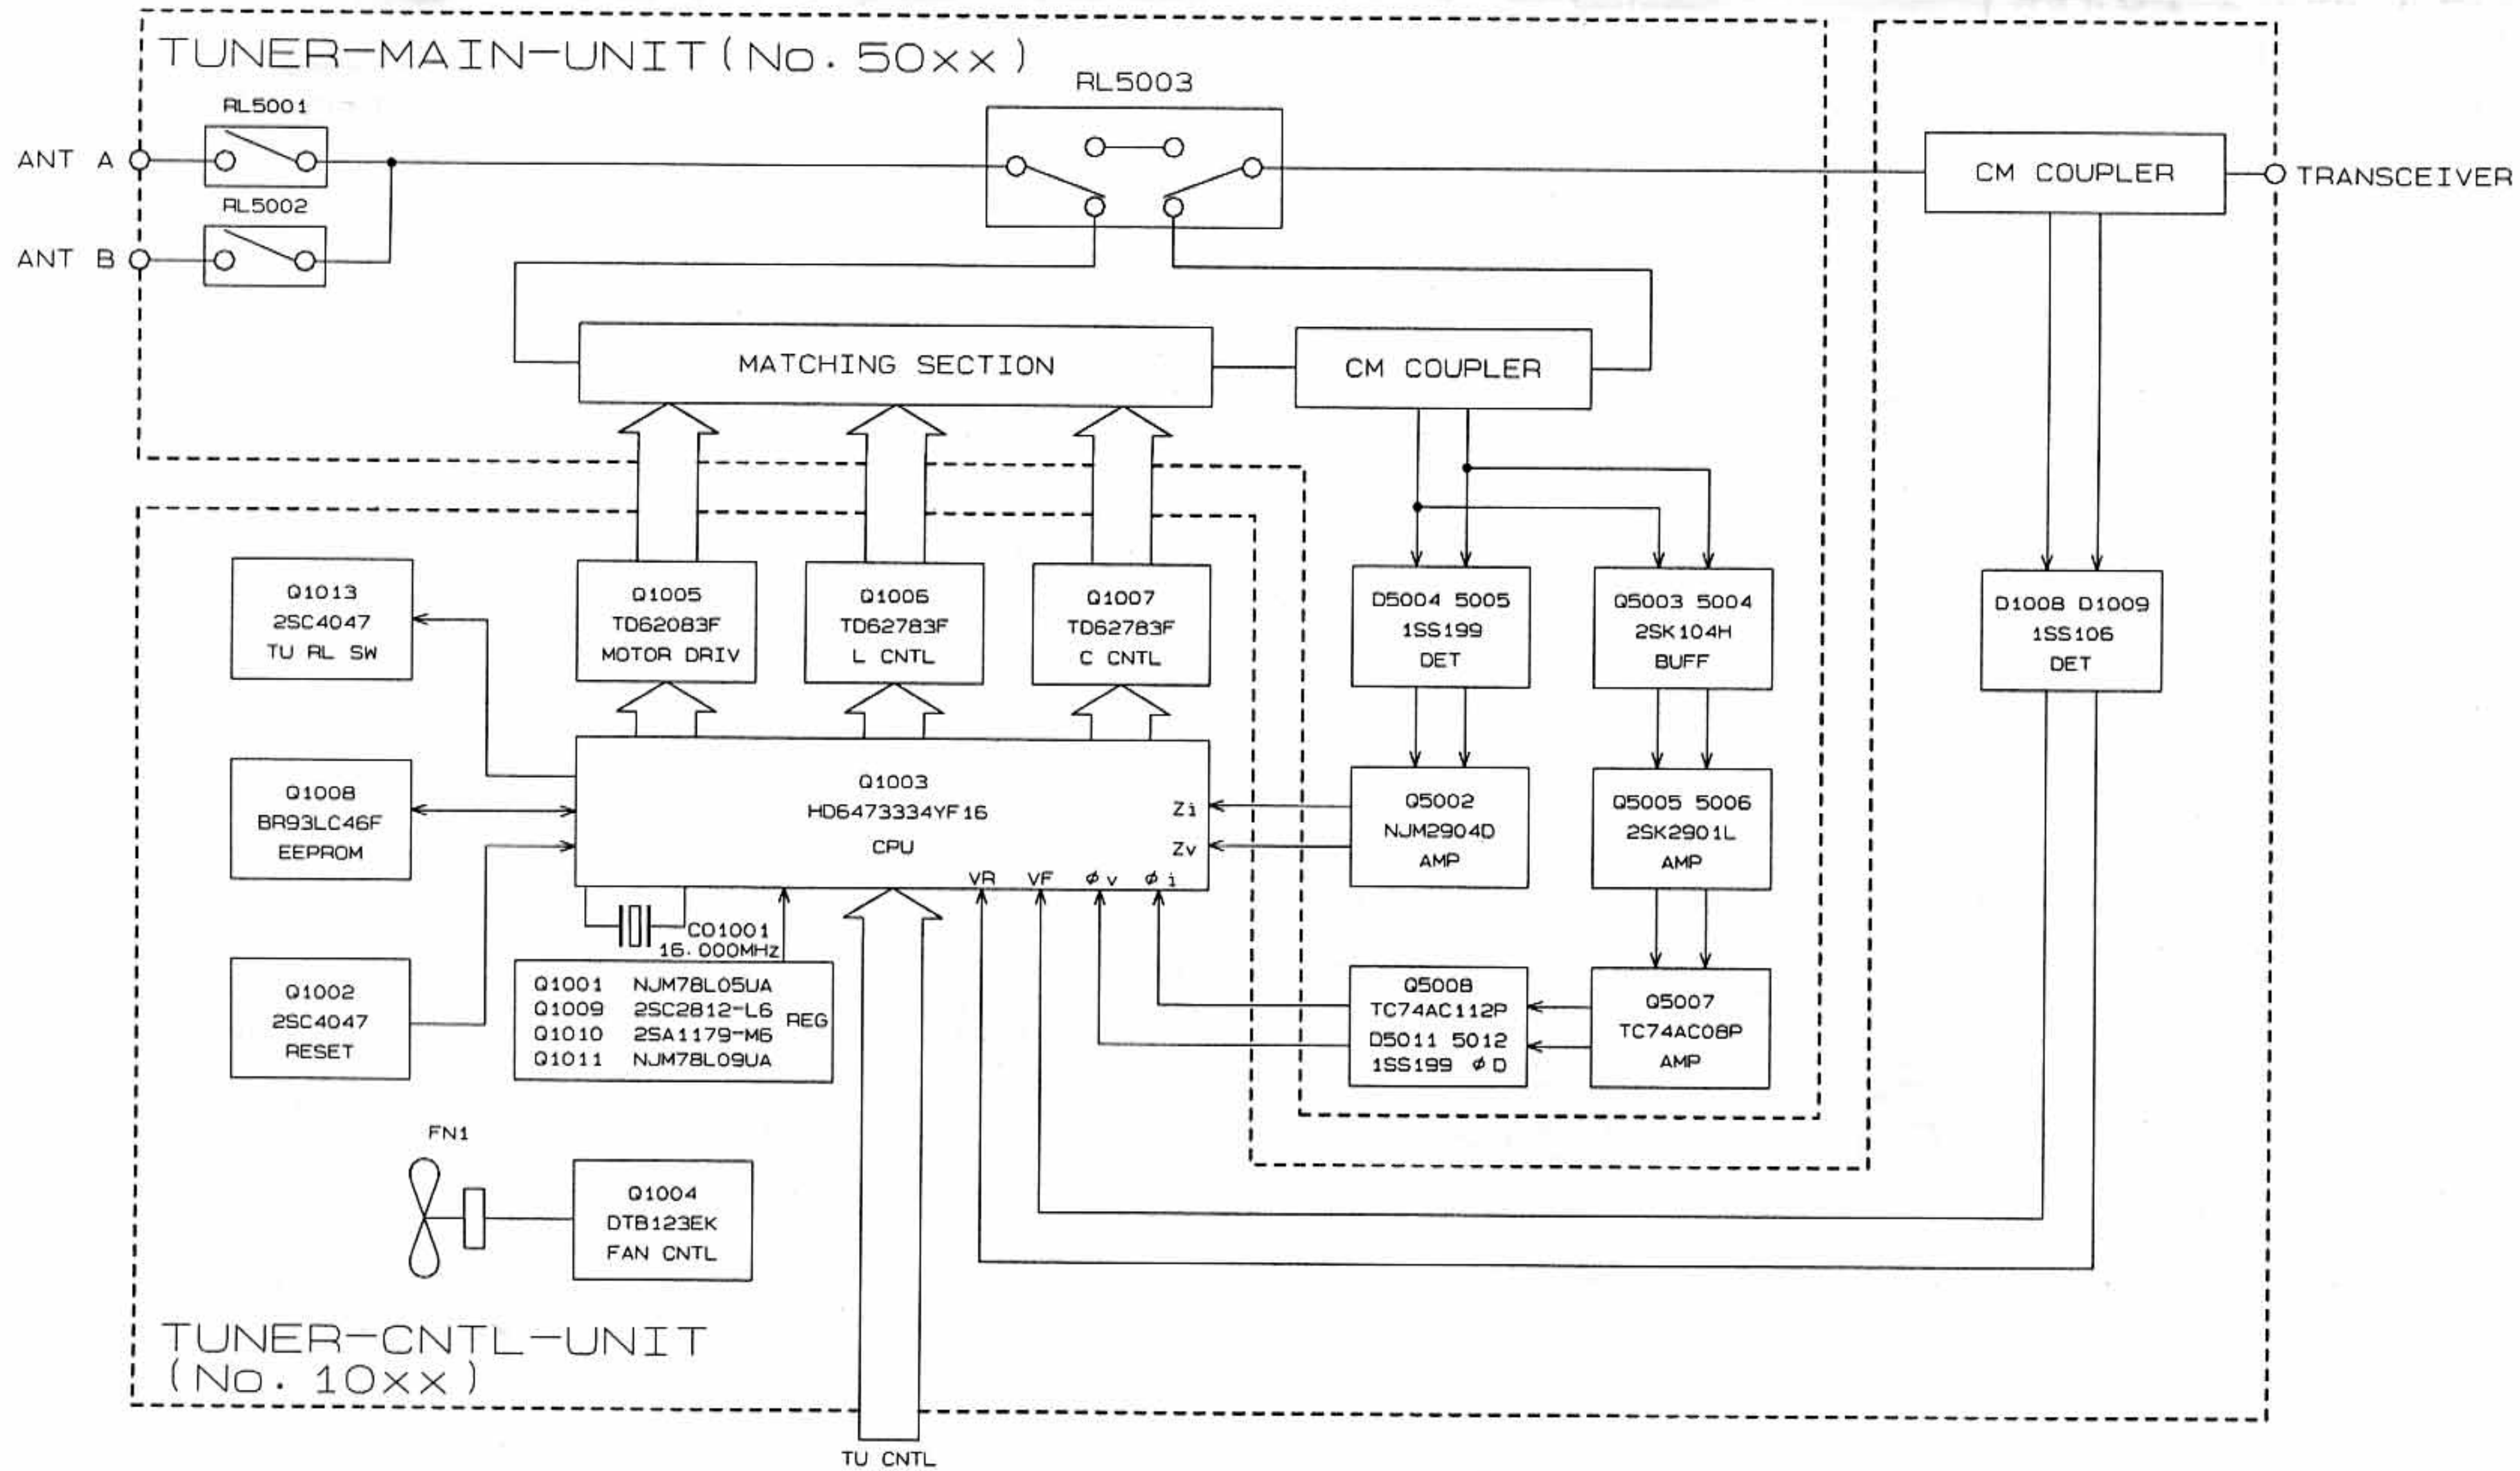 TUNER-MAIN-UNIT(No. 50xx)
RL5003
RL5001
ANT A
CM COUPLER
TRANSCEIVER
RL5002
ANT B
MATCHING SECTION
CM COUPLER
Q1013
2SC4047
TU RL SW
Q1005
TD62083F
MOTOR DRIV
Q1006
TD62783F
L CNTL
Q1007
TD62783F
C CNTL
D5004 5005
1SS199
DET
Q5003 5004
2SK104H
BUFF
D1008 D1009
1SS106
DET
Q1008
BR93LC46F
EEPROM
Q1003
HD6473334YF16
CPU
Zi
Zv
VR VF φv φi
Q5002
NJM2904D
AMP
Q5005 5006
2SK2901L
AMP
CO1001
16.000MHz
Q1002
2SC4047
RESET
Q1001 NJM78L05UA
Q1009 2SC2812-L6
Q1010 2SA1179-M6
Q1011 NJM78L09UA
REG
Q5008
TC74AC112P
D5011 5012
1SS199 φD
Q5007
TC74AC08P
AMP
FN1
Q1004
DTB123EK
FAN CNTL
TUNER-CNTL-UNIT
(No. 10xx)
TU CNTL